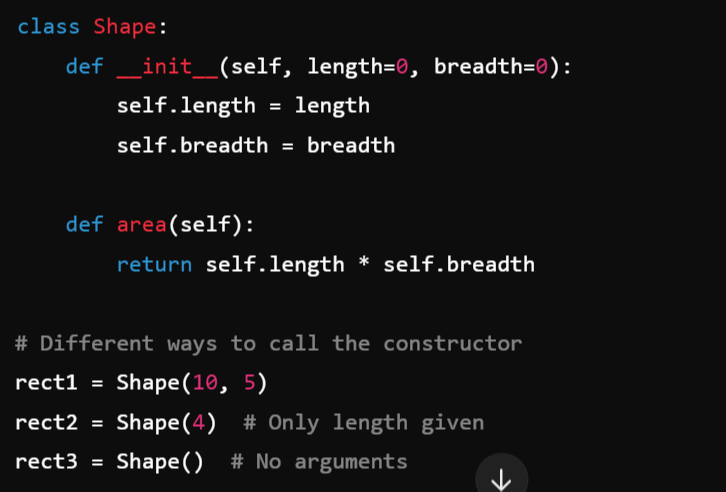 class Shape:
    def __init__(self, length=0, breadth=0):
        self.length = length
        self.breadth = breadth

    def area(self):
        return self.length * self.breadth

# Different ways to call the constructor
rect1 = Shape(10, 5)
rect2 = Shape(4)  # Only length given
rect3 = Shape()  # No arguments